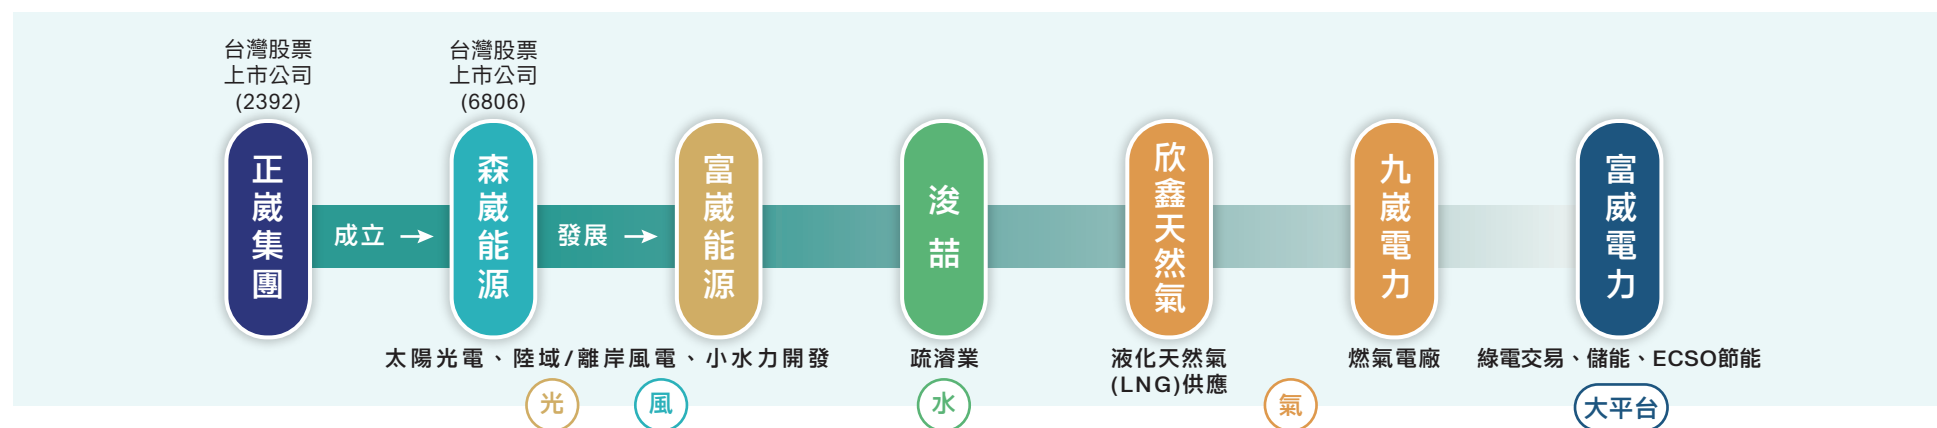 台灣股票
上市公司
(2392)
台灣股票
上市公司
(6806)
正崴集團
成立 →
森崴能源
發展 →
富崴能源
浚喆
欣鑫天然氣
九崴電力
富威電力
太陽光電、陸域/離岸風電、小水力開發
疏濬業
液化天然氣
(LNG)供應
燃氣電廠
綠電交易、儲能、ECSO節能
光
風
水
氣
大平台